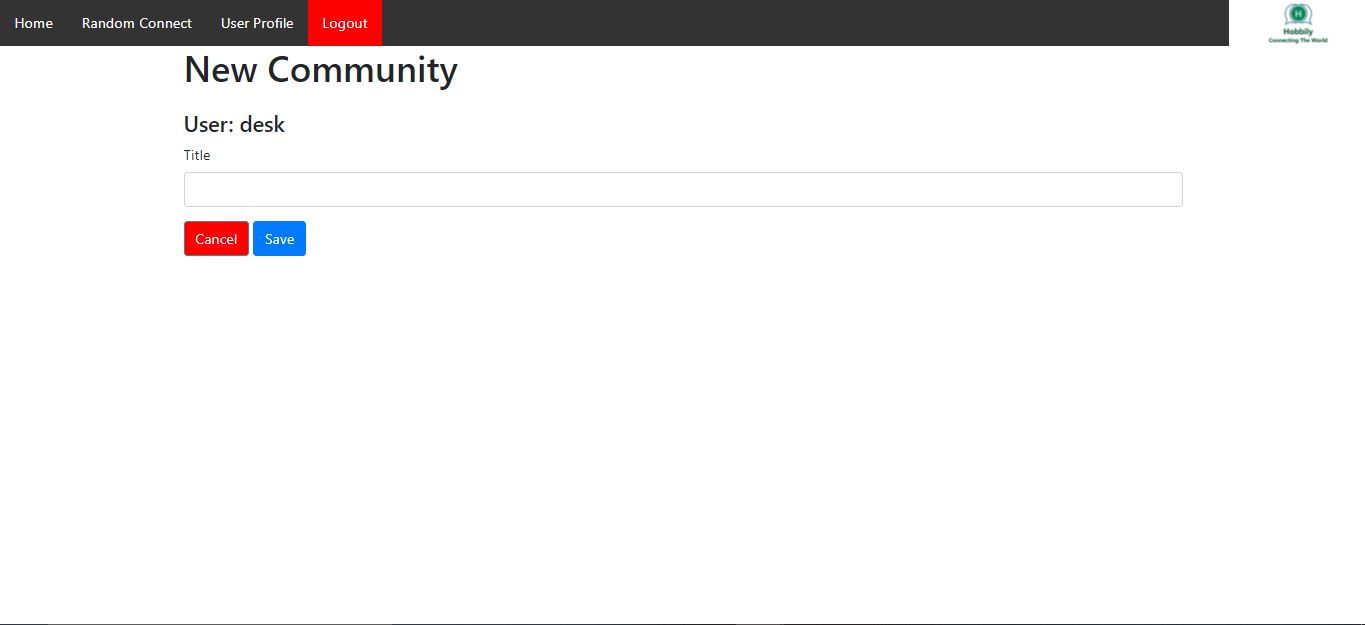 Home Random Connect User Profile Logout
H
Hobbily
Connecting The World
New Community
User: desk
Title
Cancel Save